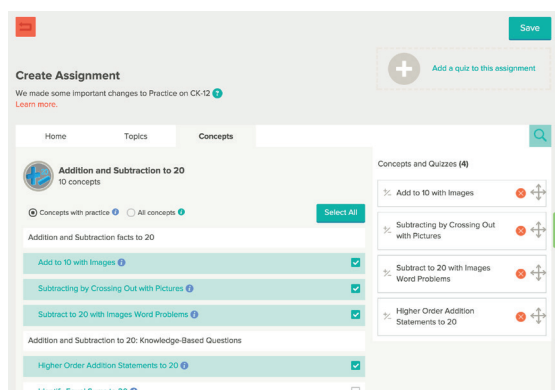 Save
Add a quiz to this assignment
Create Assignment
We made some important changes to Practice on CK-12 ?
Learn more.
Home
Topics
Concepts
Addition and Subtraction to 20
10 concepts
Concepts with practice i
All concepts i
Select All
Addition and Subtraction facts to 20
Add to 10 with Images i
Subtracting by Crossing Out with Pictures i
Subtract to 20 with Images Word Problems i
Addition and Subtraction to 20: Knowledge-Based Questions
Higher Order Addition Statements to 20 i
Concepts and Quizzes (4)
Add to 10 with Images
Subtracting by Crossing Out
with Pictures
Subtract to 20 with Images
Word Problems
Higher Order Addition
Statements to 20